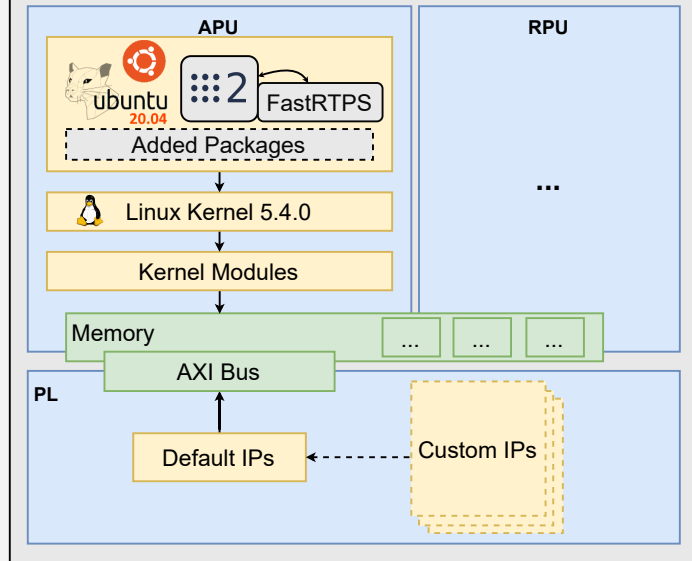 APU
RPU
ubuntu
20.04
2
FastRTPS
Added Packages
...
Linux Kernel 5.4.0
Kernel Modules
Memory
...
...
...
AXI Bus
PL
Default IPs
Custom IPs